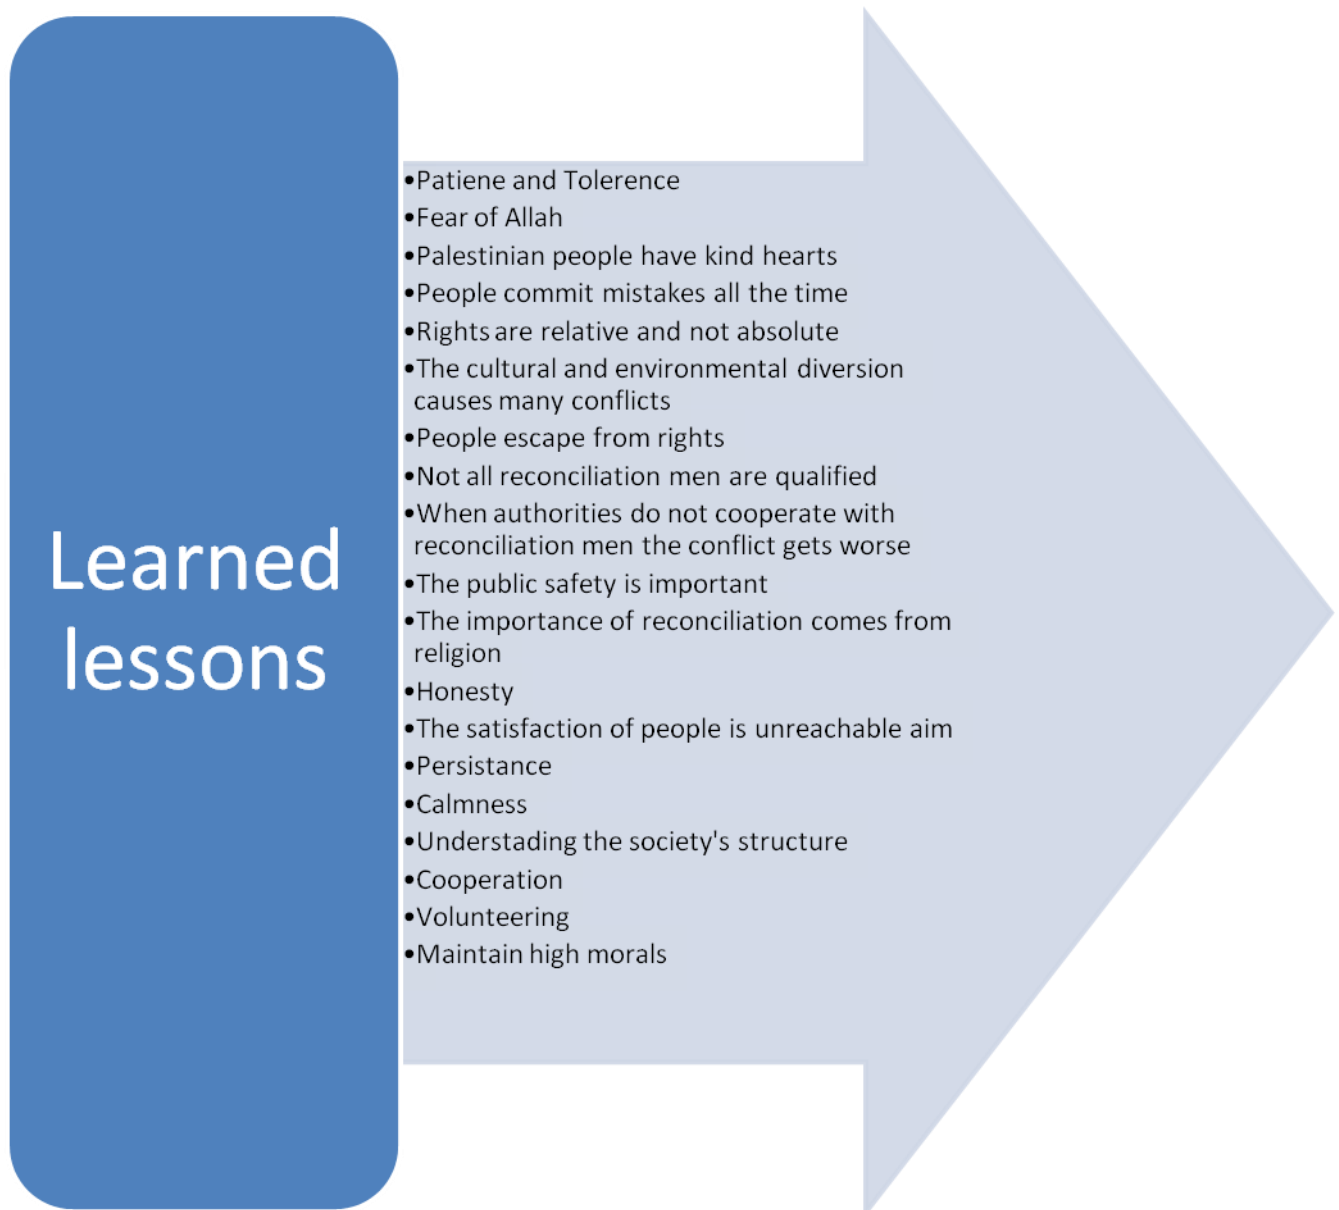 Learned
lessons
•Patiene and Tolerence
•Fear of Allah
•Palestinian people have kind hearts
•People commit mistakes all the time
•Rights are relative and not absolute
•The cultural and environmental diversion
causes many conflicts
•People escape from rights
•Not all reconciliation men are qualified
•When authorities do not cooperate with
reconciliation men the conflict gets worse
•The public safety is important
•The importance of reconciliation comes from
religion
•Honesty
•The satisfaction of people is unreachable aim
•Persistance
•Calmness
•Understading the society's structure
•Cooperation
•Volunteering
•Maintain high morals